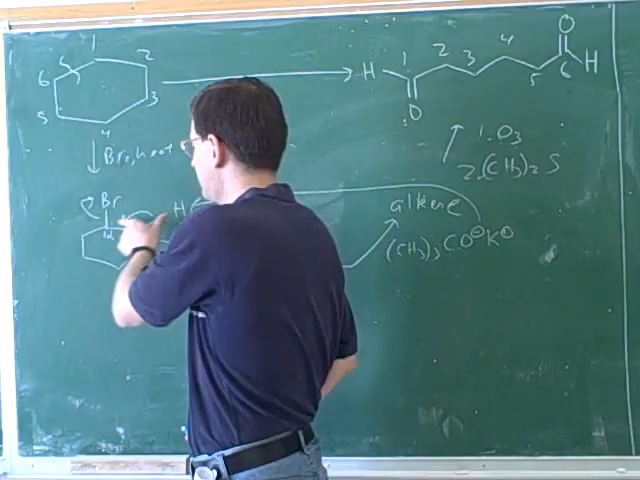 1 2 3 4 5 6
H 1 2 3 4 5 6 H
O
O
Br₂, heat
1. O₃
2. (CH₃)₂S
Br
H
alkene
(CH₃)₃CO⊖K⊕